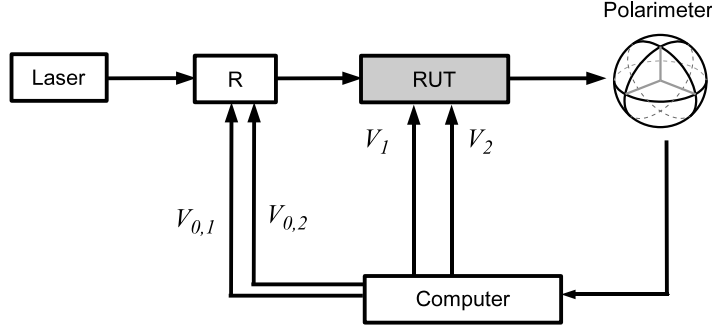 Polarimeter
Laser
R
RUT
V1
V2
V0,1
V0,2
Computer